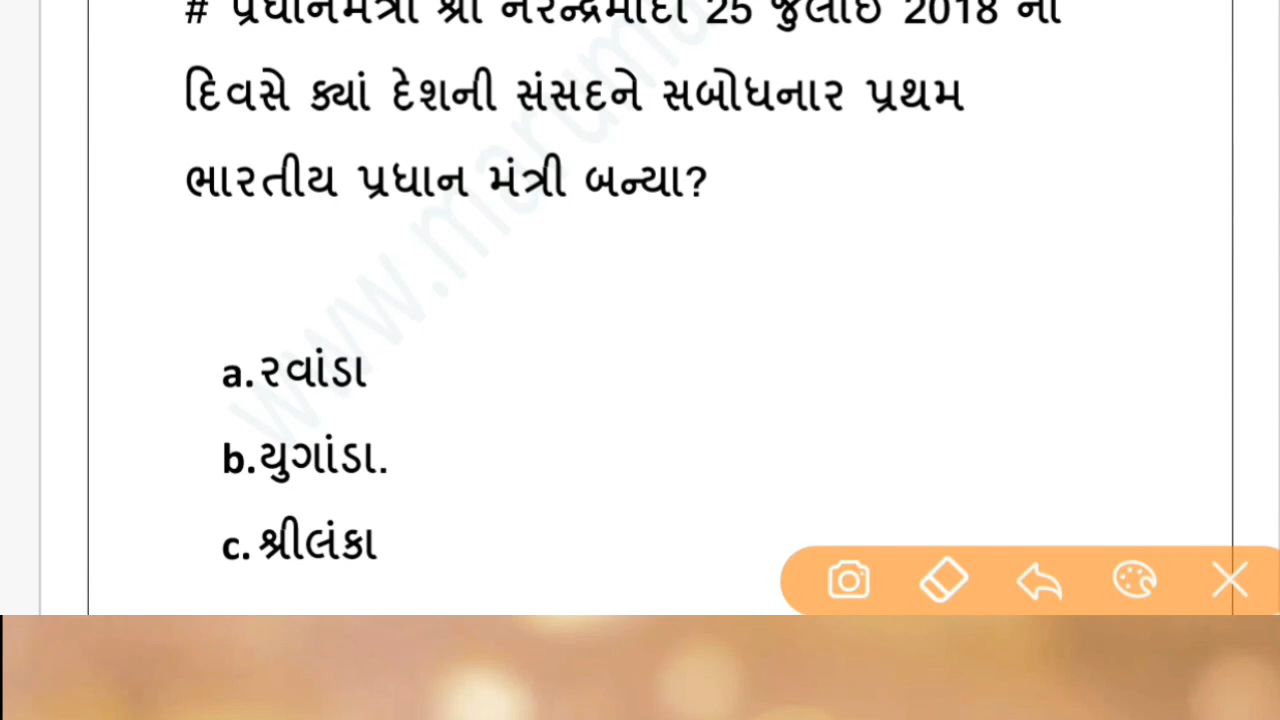 # પ્રધાનમંત્રી શ્રી નરેન્દ્રમોદી 25 જુલાઈ 2018 ના
દિવસે ક્યાં દેશની સંસદને સબોધનાર પ્રથમ
ભારતીય પ્રધાન મંત્રી બન્યા?
a.રવાંડા
b.યુગાંડા.
c. શ્રીલંકા